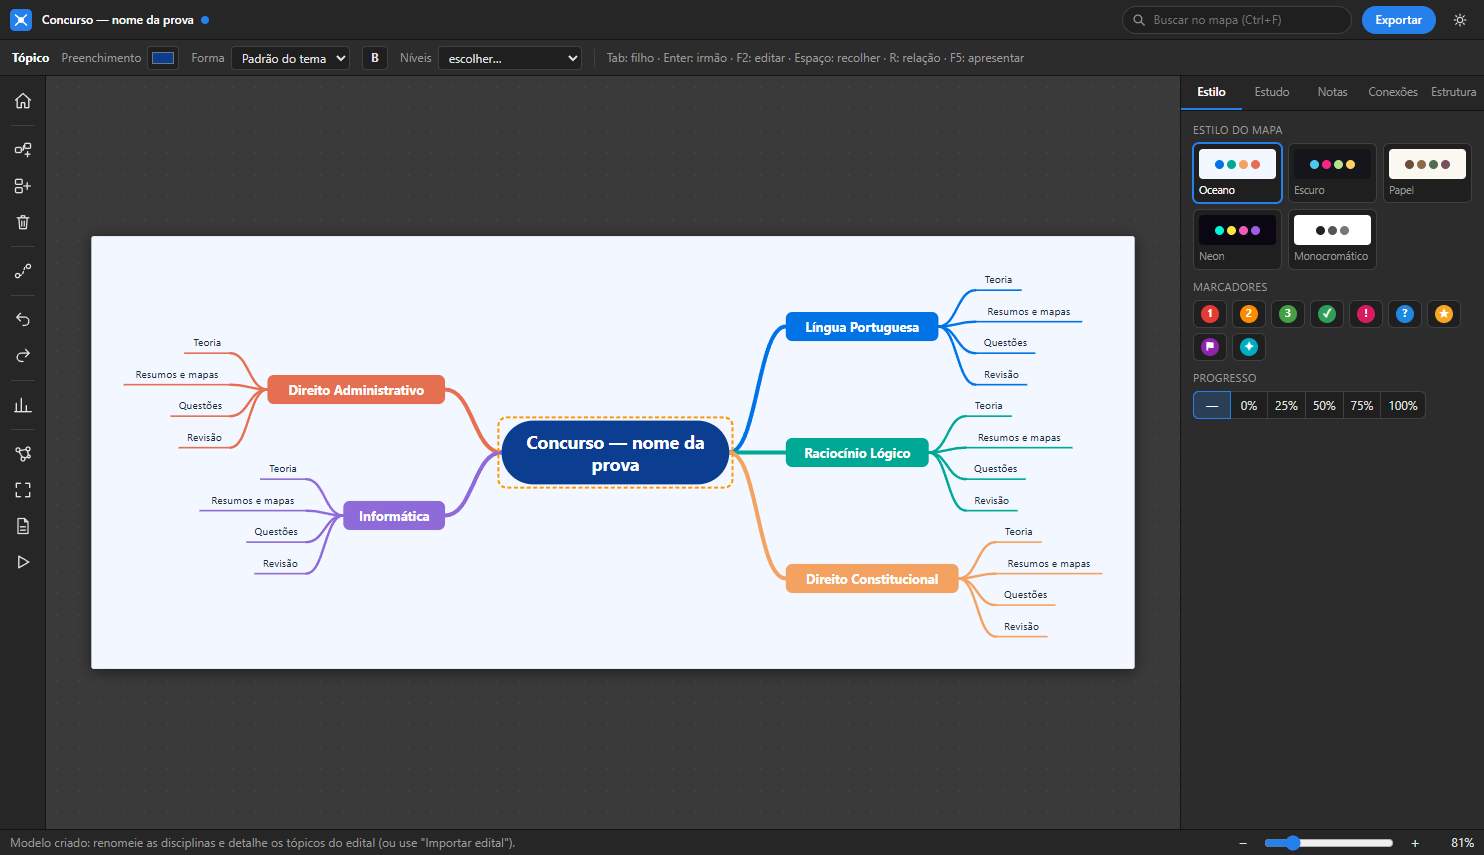 Concurso — nome da prova
Buscar no mapa (Ctrl+F)
Exportar
Tópico
Preenchimento
Forma
Padrão do tema
B
Níveis
escolher...
Tab: filho · Enter: irmão · F2: editar · Espaço: recolher · R: relação · F5: apresentar
Estilo
Estudo
Notas
Conexões
Estrutura
ESTILO DO MAPA
Oceano
Escuro
Papel
Neon
Monocromático
MARCADORES
1
2
3
!
?
PROGRESSO
—
0%
25%
50%
75%
100%
Concurso — nome da
prova
Direito Administrativo
Teoria
Resumos e mapas
Questões
Revisão
Informática
Teoria
Resumos e mapas
Questões
Revisão
Língua Portuguesa
Teoria
Resumos e mapas
Questões
Revisão
Raciocínio Lógico
Teoria
Resumos e mapas
Questões
Revisão
Direito Constitucional
Teoria
Resumos e mapas
Questões
Revisão
Modelo criado: renomeie as disciplinas e detalhe os tópicos do edital (ou use "Importar edital").
−
+
81%